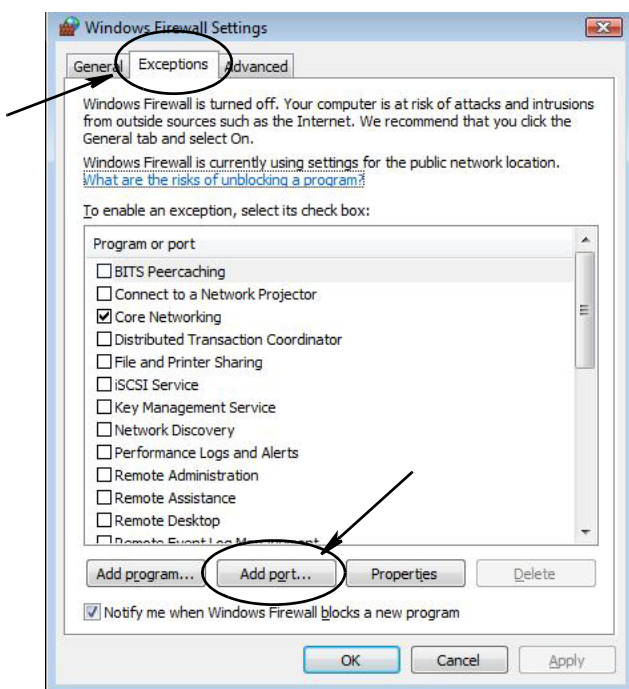 Windows Firewall Settings
General Exceptions Advanced
Windows Firewall is turned off. Your computer is at risk of attacks and intrusions
from outside sources such as the Internet. We recommend that you click the
General tab and select On.
Windows Firewall is currently using settings for the public network location.
What are the risks of unblocking a program?
To enable an exception, select its check box:
Program or port
BITS Peercaching
Connect to a Network Projector
Core Networking
Distributed Transaction Coordinator
File and Printer Sharing
iSCSI Service
Key Management Service
Network Discovery
Performance Logs and Alerts
Remote Administration
Remote Assistance
Remote Desktop
Remote Event Log Management
Add program... Add port... Properties Delete
Notify me when Windows Firewall blocks a new program
OK Cancel Apply